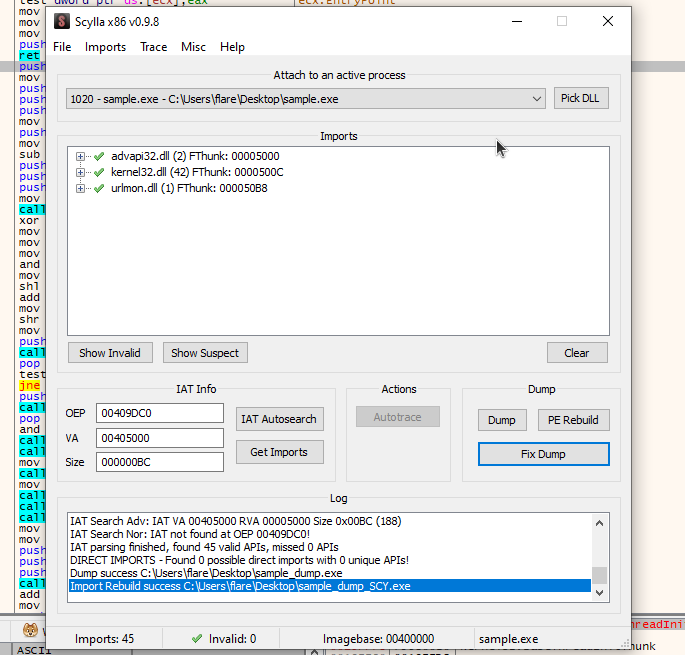 test dword ptr ds:[ecx],eax ecx:EntryPoint
mov
mov
mov
push
ret
push
mov
push
push
push
mov
push
mov
sub
push
push
push
mov
call
xor
mov
mov
and
mov
shl
add
mov
shr
mov
push
call
pop
test
jne
push
call
pop
and
call
call
mov
call
mov
call
call
call
mov
mov
push
push
push
call
add
mov
ASCII
Scylla x86 v0.9.8
File Imports Trace Misc Help
Attach to an active process
1020 - sample.exe - C:\Users\flare\Desktop\sample.exe
Pick DLL
Imports
advapi32.dll (2) FThunk: 00005000
kernel32.dll (42) FThunk: 0000500C
urlmon.dll (1) FThunk: 000050B8
Show Invalid Show Suspect Clear
IAT Info
OEP 00409DC0
VA 00405000
Size 000000BC
IAT Autosearch
Get Imports
Actions
Autotrace
Dump
Dump PE Rebuild
Fix Dump
Log
IAT Search Adv: IAT VA 00405000 RVA 00005000 Size 0x00BC (188)
IAT Search Nor: IAT not found at OEP 00409DC0!
IAT parsing finished, found 45 valid APIs, missed 0 APIs
DIRECT IMPORTS - Found 0 possible direct imports with 0 unique APIs!
Dump success C:\Users\flare\Desktop\sample_dump.exe
Import Rebuild success C:\Users\flare\Desktop\sample_dump_SCY.exe
Imports: 45 Invalid: 0 Imagebase: 00400000 sample.exe
readIni
hunk